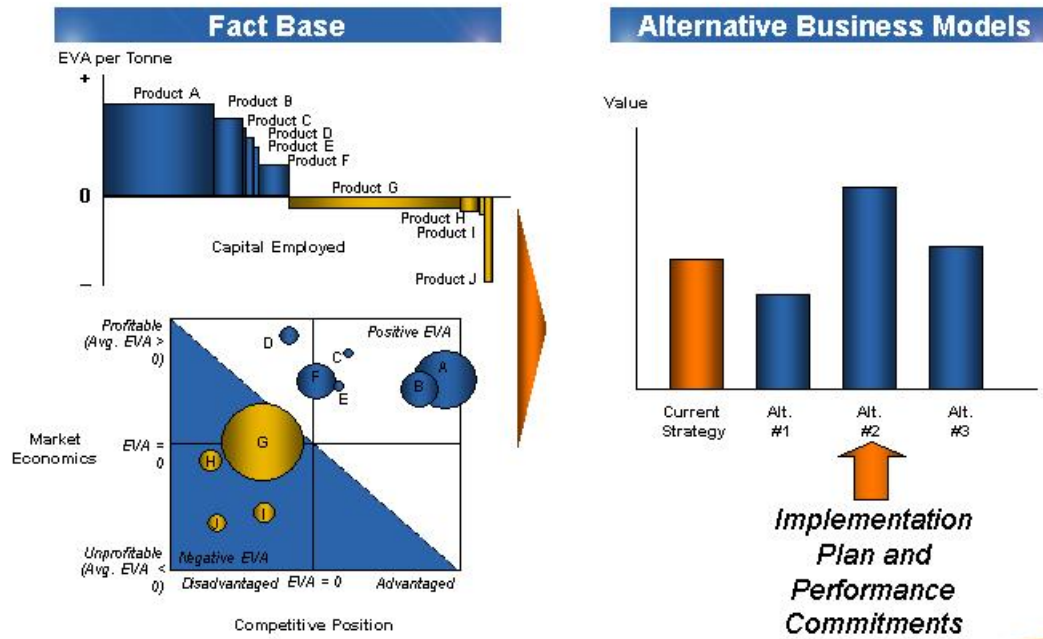 Fact Base
EVA per Tonne
+
Product A
Product B
Product C
Product D
Product E
Product F
0
Product G
Product H
Product I
Product J
–
Capital Employed
Profitable
(Avg. EVA >
0)
Positive EVA
D
C
A
F
B
E
Market
Economics
EVA =
0
G
H
I
J
Unprofitable
(Avg. EVA <
0)
Negative EVA
Disadvantaged
EVA = 0
Advantaged
Competitive Position
Alternative Business Models
Value
Current
Strategy
Alt.
#1
Alt.
#2
Alt.
#3
Implementation
Plan and
Performance
Commitments